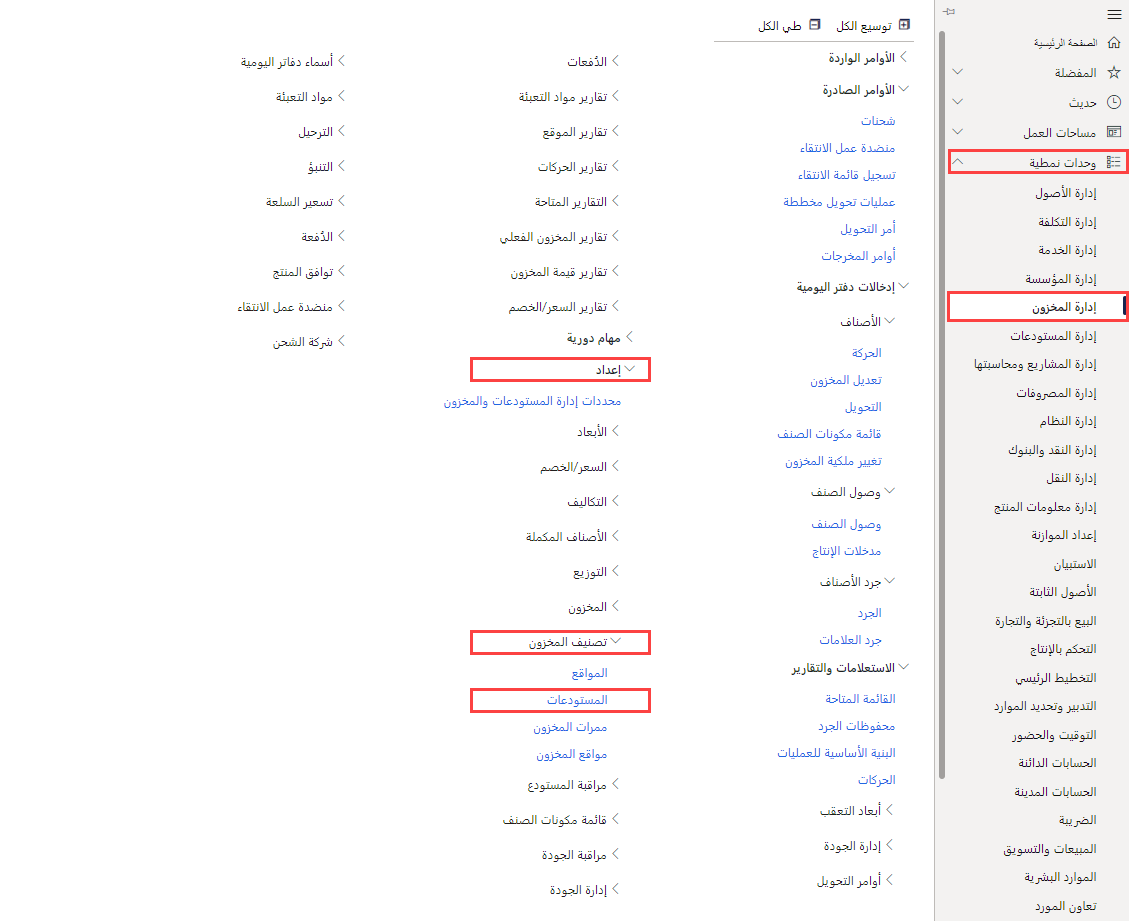 الصفحة الرئيسية
المفضلة
حديث
مساحات العمل
وحدات نمطية
إدارة الأصول
إدارة التكلفة
إدارة الخدمة
إدارة المؤسسة
إدارة المخزون
إدارة المستودعات
إدارة المشاريع ومحاسبتها
إدارة المصروفات
إدارة النظام
إدارة النقد والبنوك
إدارة النقل
إدارة معلومات المنتج
إعداد الموازنة
الاستبيان
الأصول الثابتة
البيع بالتجزئة والتجارة
التحكم بالإنتاج
التخطيط الرئيسي
التدبير وتحديد الموارد
التوقيت والحضور
الحسابات الدائنة
الحسابات المدينة
الضريبة
المبيعات والتسويق
الموارد البشرية
تعاون المورد
توسيع الكل
طي الكل
الأوامر الواردة
الأوامر الصادرة
شحنات
منضدة عمل الانتقاء
تسجيل قائمة الانتقاء
عمليات تحويل مخططة
أمر التحويل
أوامر المخرجات
إدخالات دفتر اليومية
الأصناف
الحركة
تعديل المخزون
التحويل
قائمة مكونات الصنف
تغيير ملكية المخزون
وصول الصنف
وصول الصنف
مدخلات الإنتاج
جرد الأصناف
الجرد
جرد العلامات
الاستعلامات والتقارير
القائمة المتاحة
محفوظات الجرد
البنية الأساسية للعمليات
الحركات
أبعاد التعقب
إدارة الجودة
أوامر التحويل
الدُفعات
تقارير مواد التعبئة
تقارير الموقع
تقارير الحركات
التقارير المتاحة
تقارير المخزون الفعلي
تقارير قيمة المخزون
تقارير السعر/الخصم
مهام دورية
إعداد
محددات إدارة المستودعات والمخزون
الأبعاد
السعر/الخصم
التكاليف
الأصناف المكملة
التوزيع
المخزون
تصنيف المخزون
المواقع
المستودعات
ممرات المخزون
مواقع المخزون
مراقبة المستودع
قائمة مكونات الصنف
مراقبة الجودة
إدارة الجودة
أسماء دفاتر اليومية
مواد التعبئة
الترحيل
التنبؤ
تسعير السلعة
الدُفعة
توافق المنتج
منضدة عمل الانتقاء
شركة الشحن